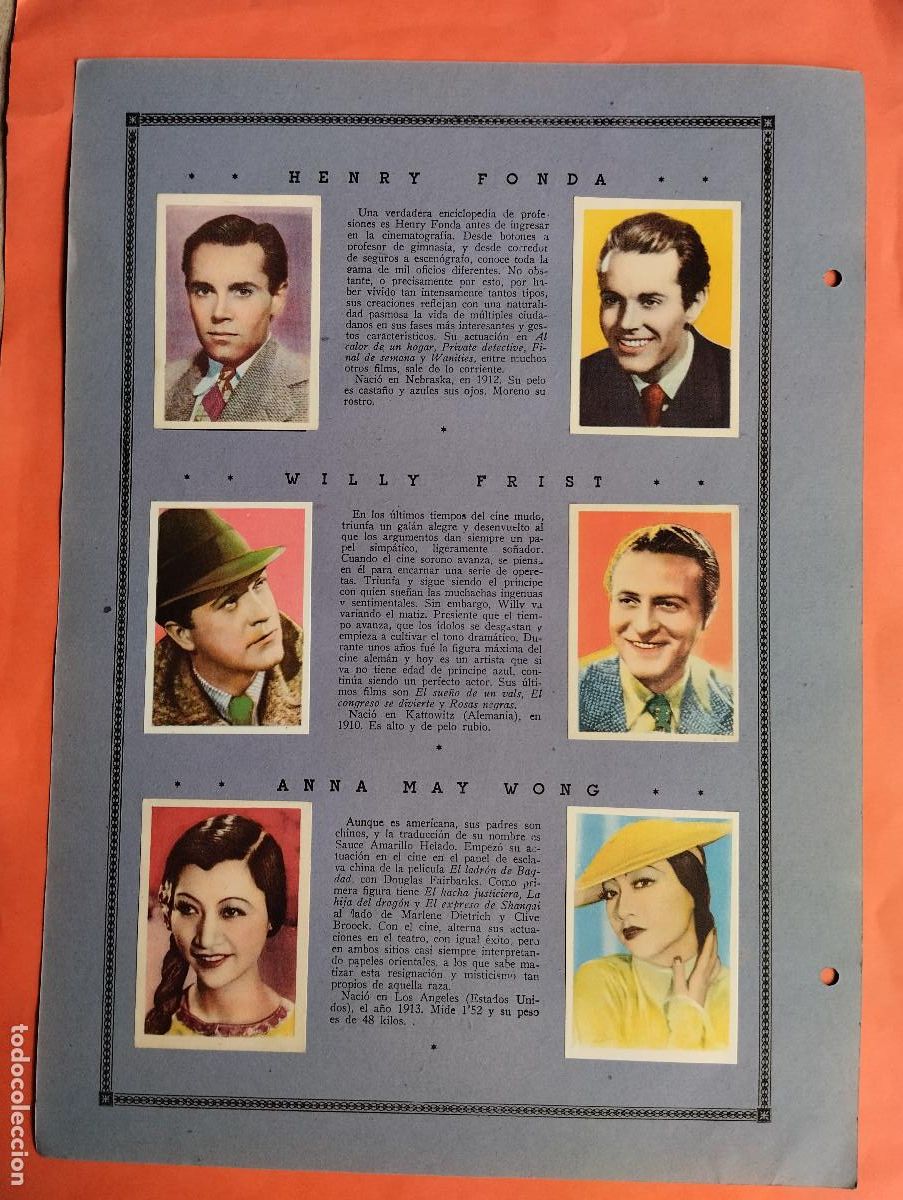 * * HENRY FONDA * *
Una verdadera enciclopedia de profe-
siones es Henry Fonda antes de ingresar
en la cinematografía. Desde botones a
profesor de gimnasia, y desde corredor
de seguros a escenógrafo, conoce toda la
gama de mil oficios diferentes. No obs-
tante, o precisamente por esto, por ha-
ber vivido tan intensamente tantos tipos,
sus creaciones reflejan con una naturali-
dad pasmosa la vida de múltiples ciuda-
danos en sus fases más interesantes y ges-
tos característicos. Su actuación en Al
calor de un hogar, Private detective, Fi-
nal de semana y Wanities, entre muchos
otros films, sale de lo corriente.
Nació en Nebraska, en 1912. Su pelo
es castaño y azules sus ojos. Moreno su
rostro.
*
* * WILLY FRIST * *
En los últimos tiempos del cine mudo,
triunfa un galán alegre y desenvuelto al
que los argumentos dan siempre un pa-
pel simpático, ligeramente soñador.
Cuando el cine sorono avanza, se piensa
en él para encarnar una serie de opere-
tas. Triunfa y sigue siendo el príncipe
con quien sueñan las muchachas ingenuas
y sentimentales. Sin embargo, Willy va
variando el matiz. Presiente que el tiem-
po avanza, que los ídolos se desgastan y
empieza a cultivar el tono dramático. Du-
rante unos años fué la figura máxima del
cine alemán y hoy es un artista que si
ya no tiene edad de príncipe azul, con-
tinúa siendo un perfecto actor. Sus últi-
mos films son El sueño de un vals, El
congreso se divierte y Rosas negras.
Nació en Kattowitz (Alemania), en
1910. Es alto y de pelo rubio.
*
* * ANNA MAY WONG * *
Aunque es americana, sus padres son
chinos, y la traducción de su nombre es
Sauce Amarillo Helado. Empezó su ac-
tuación en el cine en el papel de escla-
va china de la película El ladrón de Bag-
dad, con Douglas Fairbanks. Como pri-
mera figura tiene El hacha justiciera, La
hija del drogón y El expreso de Shangai
al lado de Marlene Dietrich y Clive
Broock. Con el cine, alterna sus actua-
ciones en el teatro, con igual éxito, pero
en ambos sitios casi siempre interpretan-
do papeles orientales, a los que sabe ma-
tizar esta resignación y misticismo tan
propios de aquella raza.
Nació en Los Angeles (Estados Uni-
dos), el año 1913. Mide 1'52 y su peso
es de 48 kilos.
*
todocoleccion